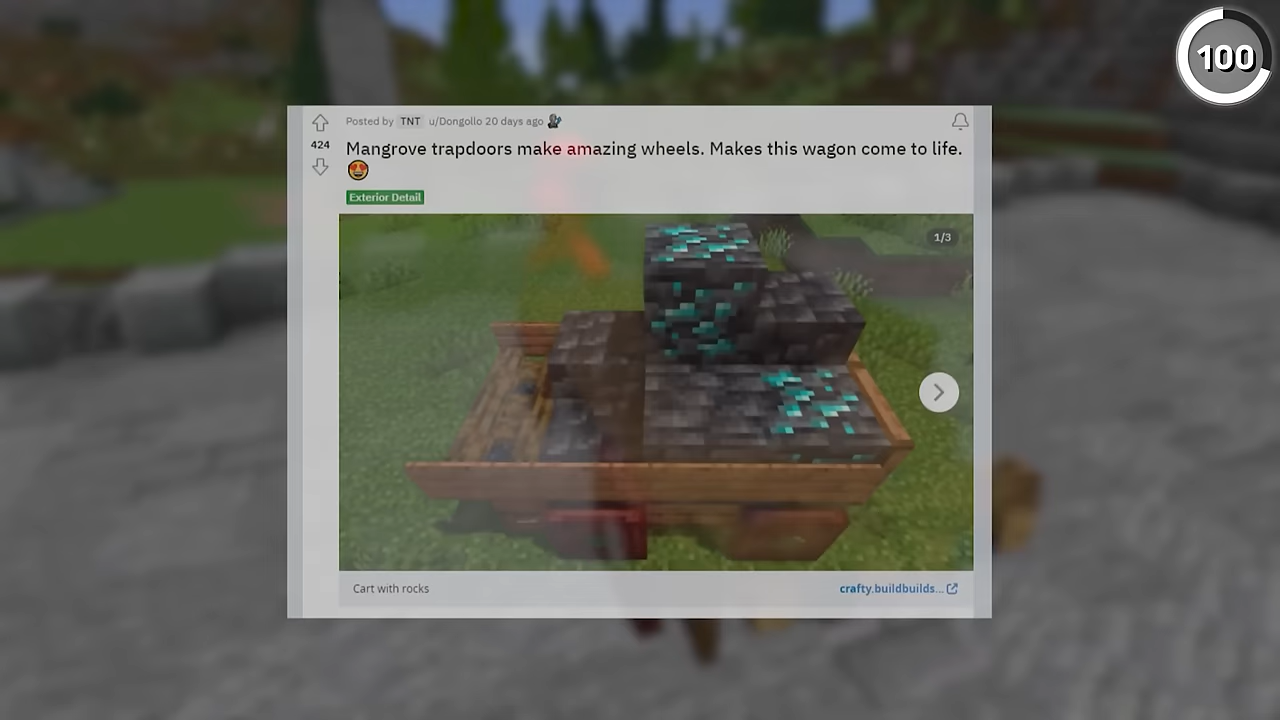 100
Posted by TNT u/Dongollo 20 days ago
424
Mangrove trapdoors make amazing wheels. Makes this wagon come to life.
Exterior Detail
1/3
Cart with rocks
crafty.buildbuilds...